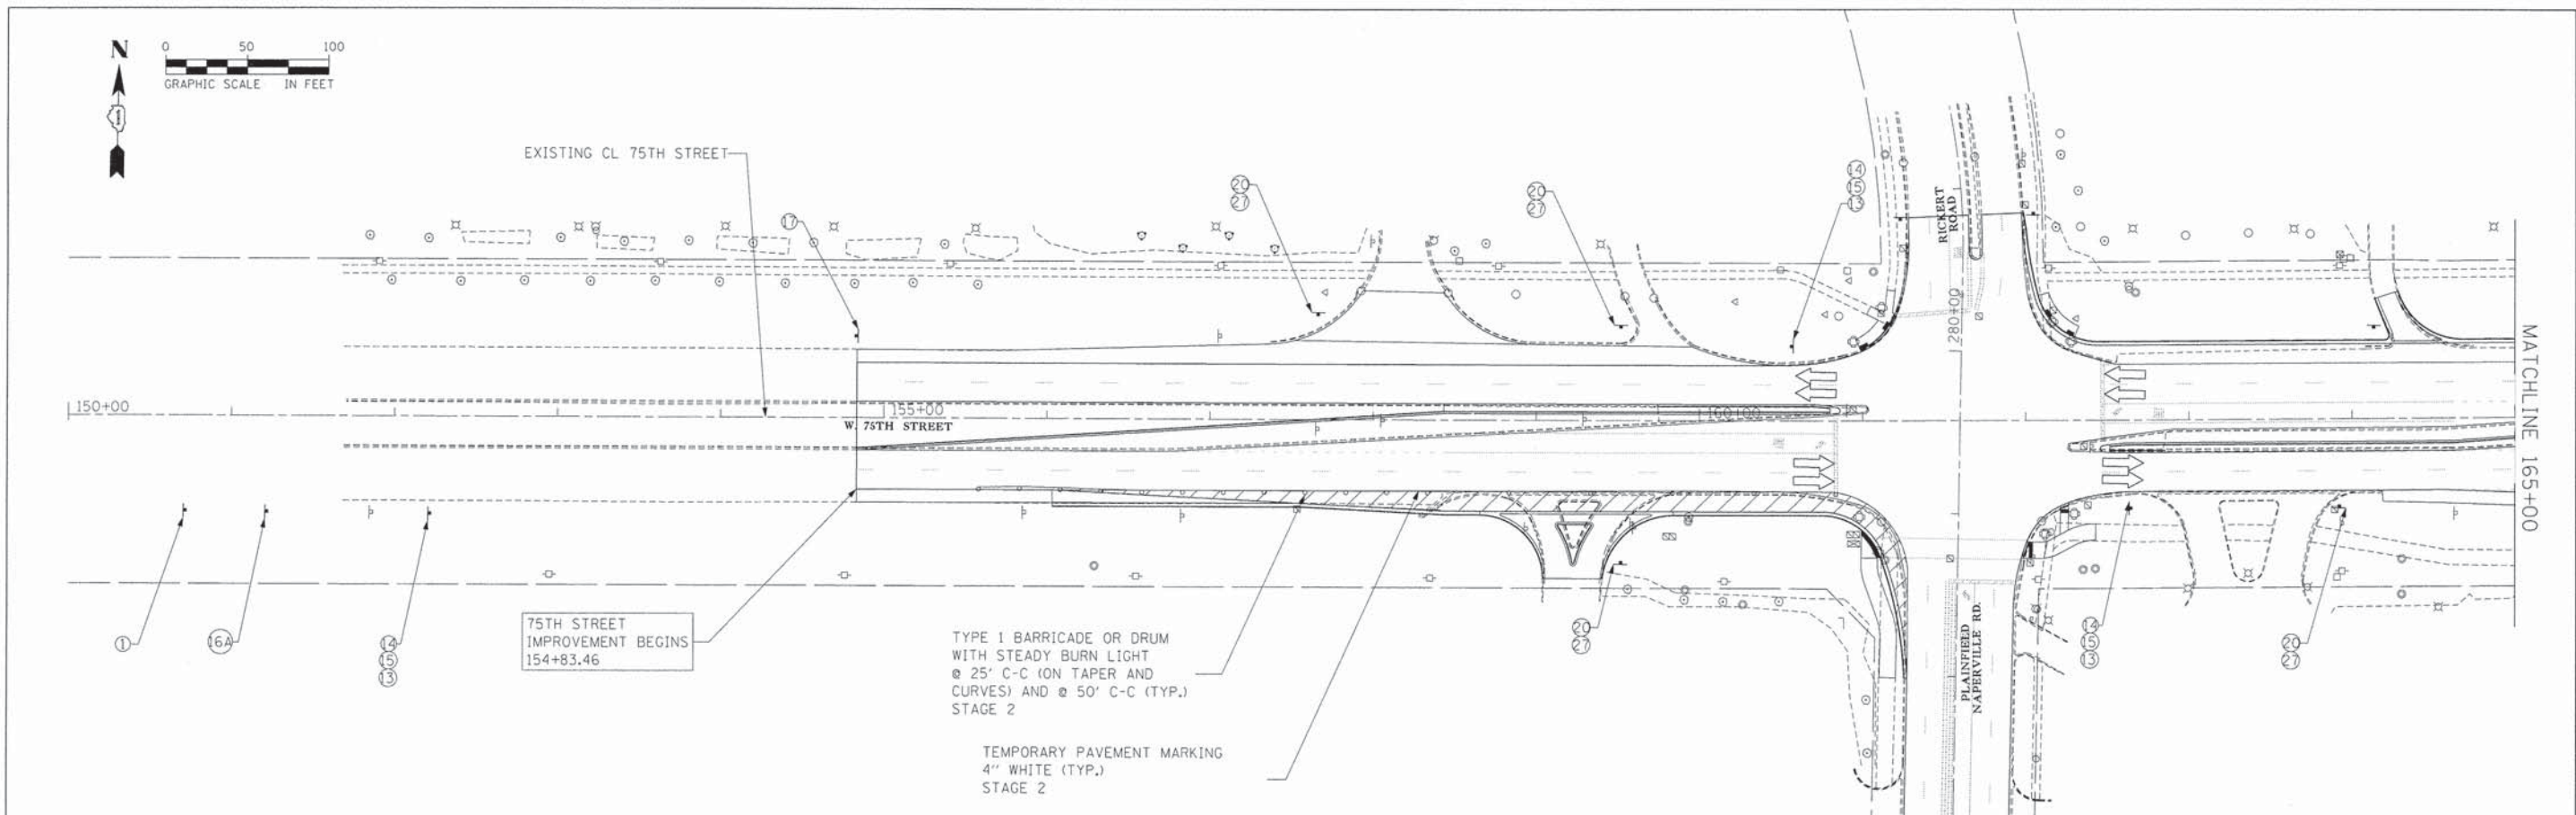 N
0 50 100
GRAPHIC SCALE IN FEET
EXISTING CL 75TH STREET
17
20
27
20
27
14
15
13
RICKERT
ROAD
280+00
150+00
155+00
160+00
W. 75TH STREET
MATCHLINE 165+00
1
16A
14
15
13
75TH STREET
IMPROVEMENT BEGINS
154+83.46
TYPE 1 BARRICADE OR DRUM
WITH STEADY BURN LIGHT
@ 25' C-C (ON TAPER AND
CURVES) AND @ 50' C-C (TYP.)
STAGE 2
TEMPORARY PAVEMENT MARKING
4" WHITE (TYP.)
STAGE 2
20
27
PLAINFIELD
NAPERVILLE RD.
14
15
13
20
27